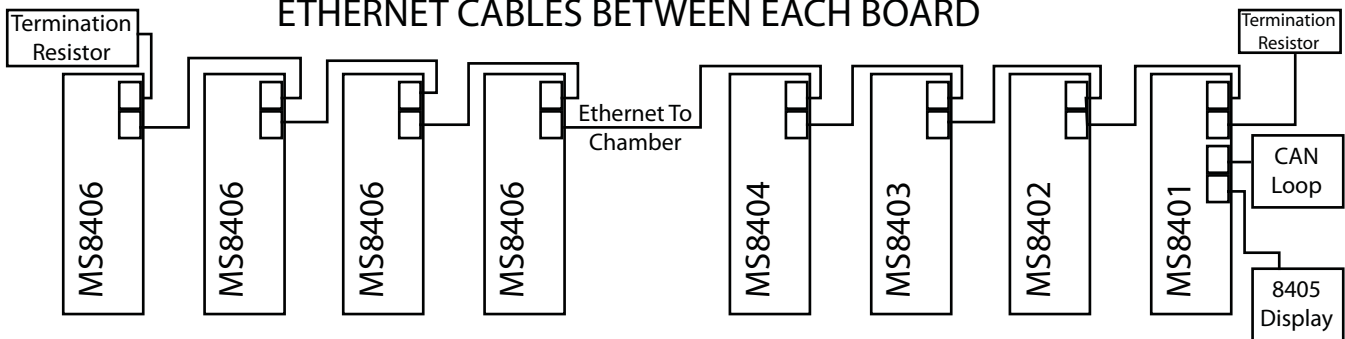 ETHERNET CABLES BETWEEN EACH BOARD
Termination
Resistor
Termination
Resistor
Ethernet To
Chamber
CAN
Loop
MS8406
MS8406
MS8406
MS8406
MS8404
MS8403
MS8402
MS8401
8405
Display